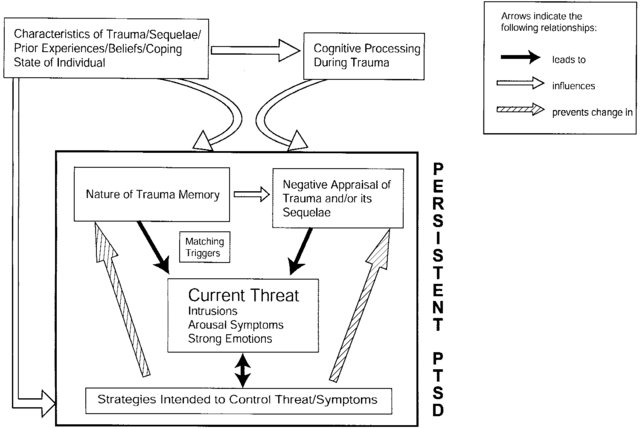 Characteristics of Trauma/Sequelae/
Prior Experiences/Beliefs/Coping
State of Individual
Cognitive Processing
During Trauma
Arrows indicate the
following relationships:
leads to
influences
prevents change in
Nature of Trauma Memory
Negative Appraisal of
Trauma and/or its
Sequelae
Matching
Triggers
Current Threat
Intrusions
Arousal Symptoms
Strong Emotions
Strategies Intended to Control Threat/Symptoms
PERSISTENT PTSD